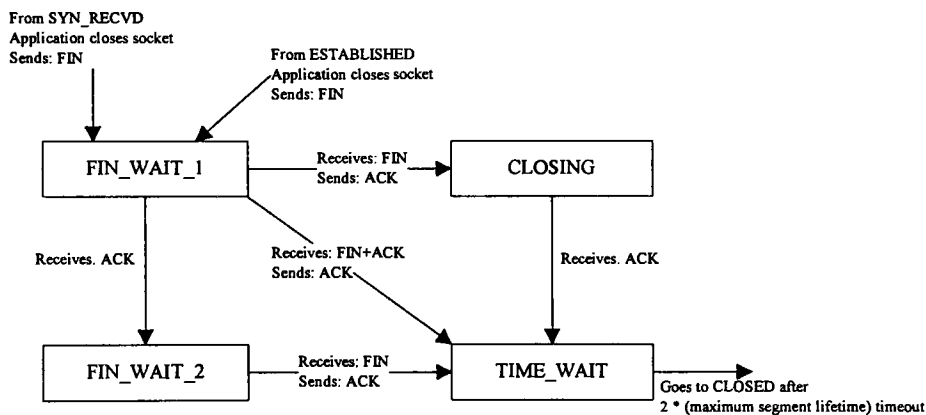 From SYN_RECVD
Application closes socket
Sends: FIN
From ESTABLISHED
Application closes socket
Sends: FIN
FIN_WAIT_1
Receives: FIN
Sends: ACK
CLOSING
Receives. ACK
Receives: FIN+ACK
Sends: ACK
Receives. ACK
FIN_WAIT_2
Receives: FIN
Sends: ACK
TIME_WAIT
Goes to CLOSED after
2 * (maximum segment lifetime) timeout